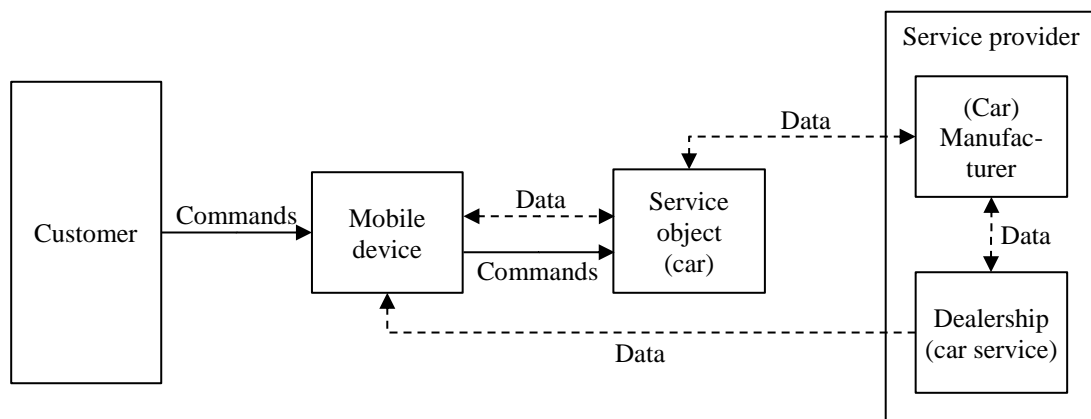 Service provider
(Car)
Manufac-
turer
Data
Data
Service
object
(car)
Mobile
device
Commands
Customer
Commands
Data
Dealership
(car service)
Data